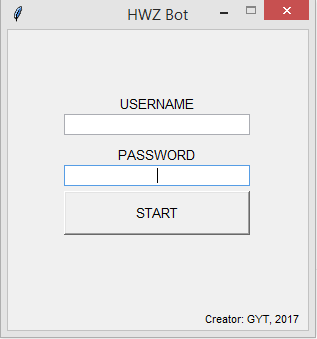 HWZ Bot
USERNAME
PASSWORD
START
Creator: GYT, 2017